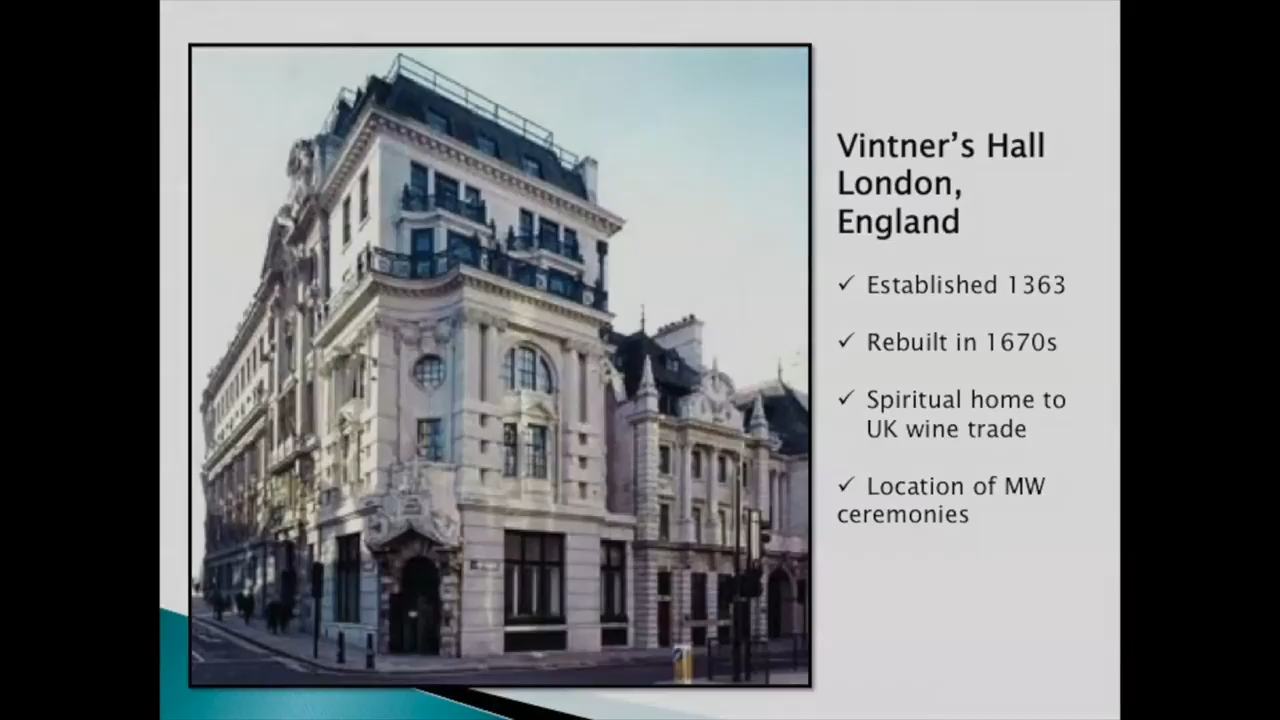 Vintner’s Hall
London,
England
✓ Established 1363
✓ Rebuilt in 1670s
✓ Spiritual home to
UK wine trade
✓ Location of MW
ceremonies